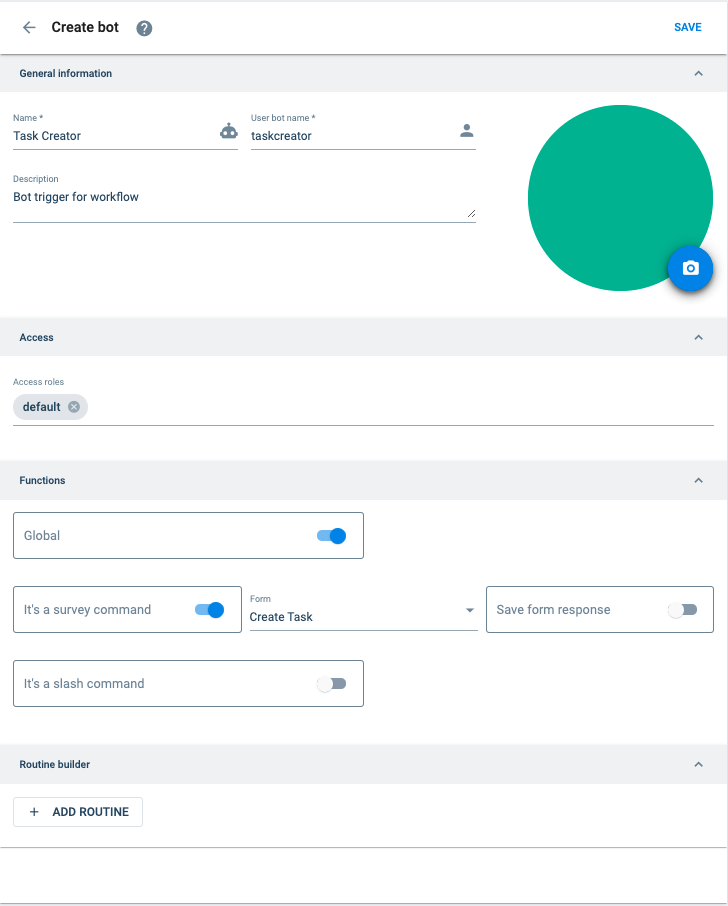 Create bot
SAVE
General information
Name *
Task Creator
User bot name *
taskcreator
Description
Bot trigger for workflow
Access
Access roles
default
Functions
Global
It's a survey command
Form
Create Task
Save form response
It's a slash command
Routine builder
+ ADD ROUTINE